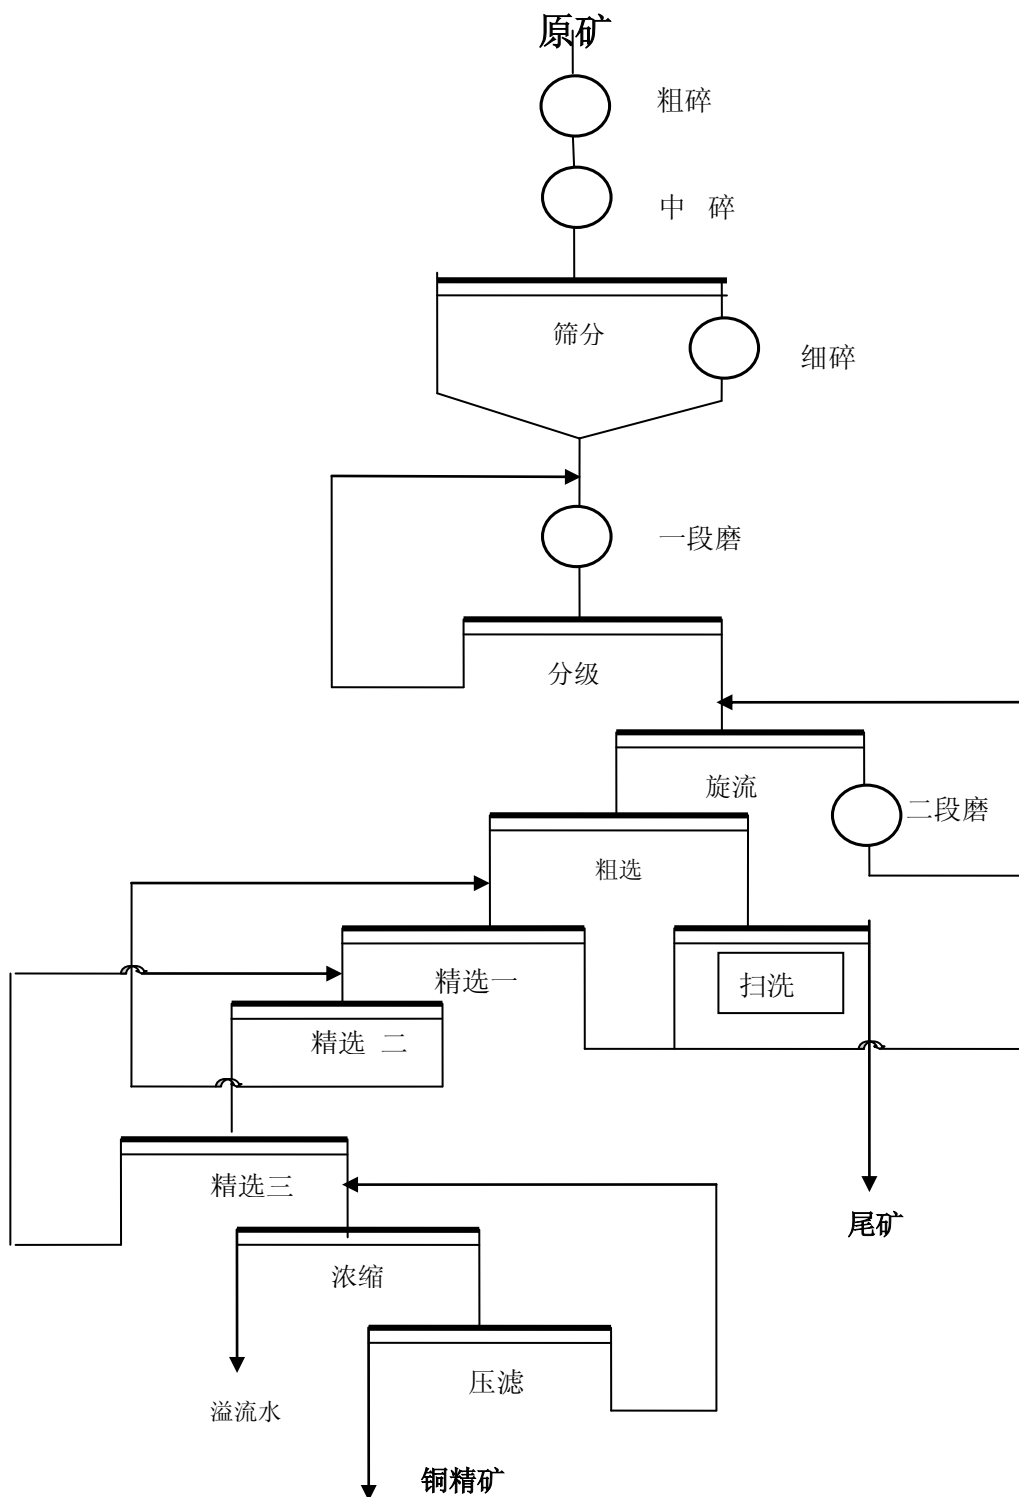 原矿
粗碎
中 碎
筛分
细碎
一段磨
分级
旋流
二段磨
粗选
精选一
扫洗
精选 二
精选三
尾矿
浓缩
压滤
溢流水
铜精矿